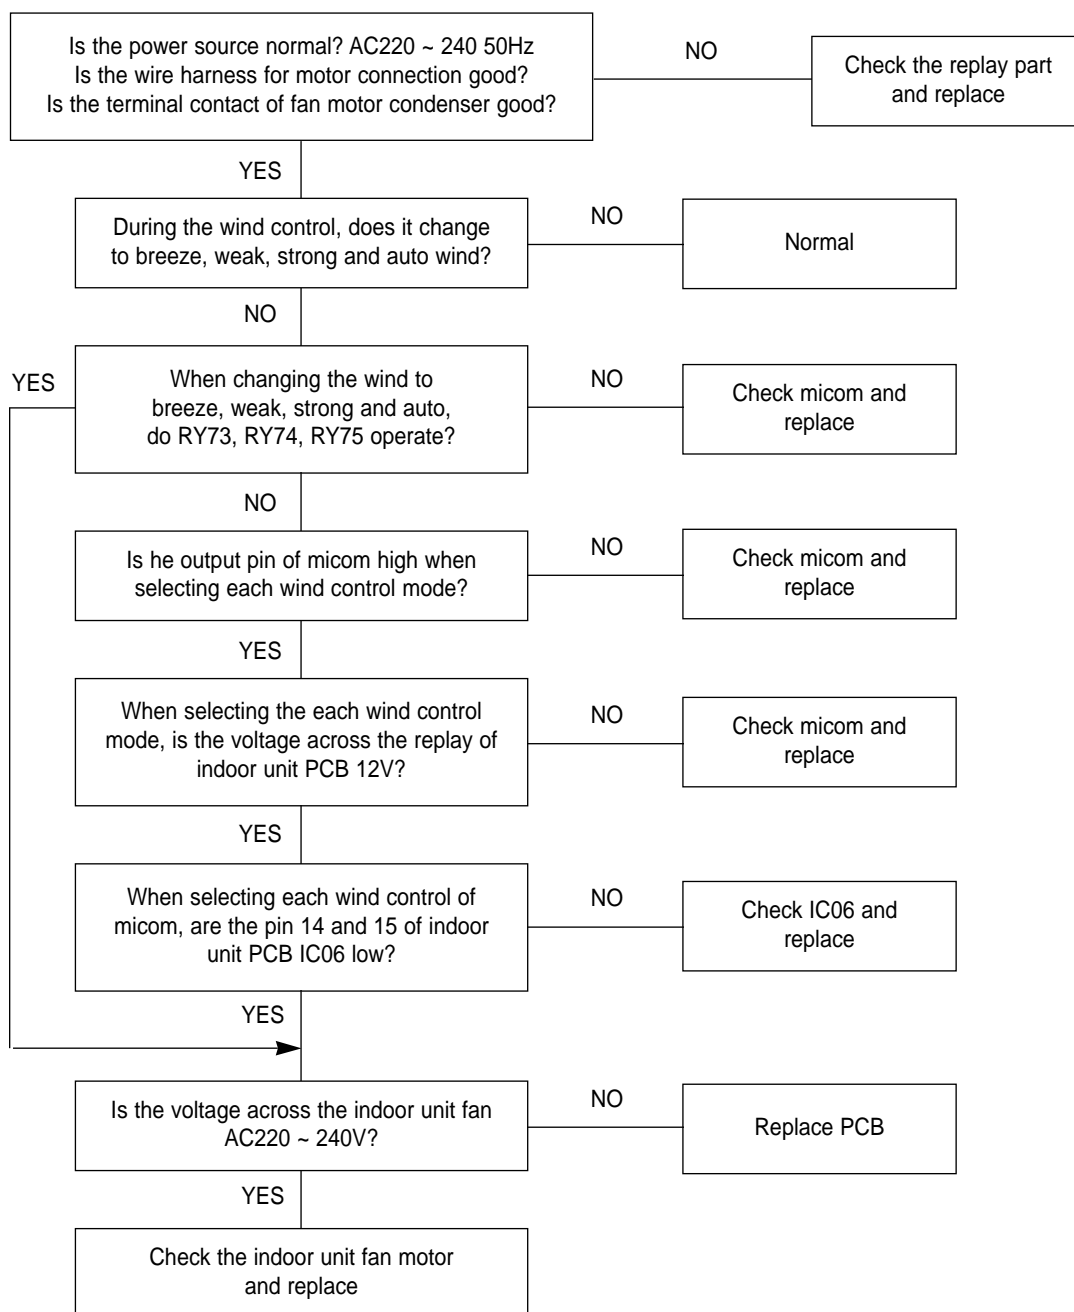 Is the power source normal? AC220 ~ 240 50Hz
Is the wire harness for motor connection good?
Is the terminal contact of fan motor condenser good?
NO
Check the replay part
and replace
YES
During the wind control, does it change
to breeze, weak, strong and auto wind?
NO
Normal
NO
YES
When changing the wind to
breeze, weak, strong and auto,
do RY73, RY74, RY75 operate?
NO
Check micom and
replace
NO
Is he output pin of micom high when
selecting each wind control mode?
NO
Check micom and
replace
YES
When selecting the each wind control
mode, is the voltage across the replay of
indoor unit PCB 12V?
NO
Check micom and
replace
YES
When selecting each wind control of
micom, are the pin 14 and 15 of indoor
unit PCB IC06 low?
NO
Check IC06 and
replace
YES
Is the voltage across the indoor unit fan
AC220 ~ 240V?
NO
Replace PCB
YES
Check the indoor unit fan motor
and replace